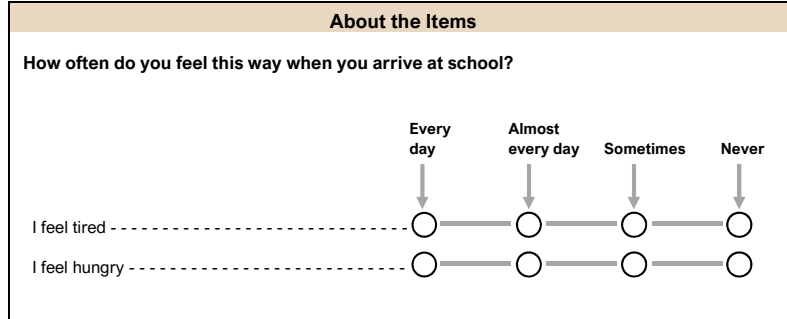 About the Items
How often do you feel this way when you arrive at school?
Every day
Almost every day
Sometimes
Never
I feel tired
I feel hungry